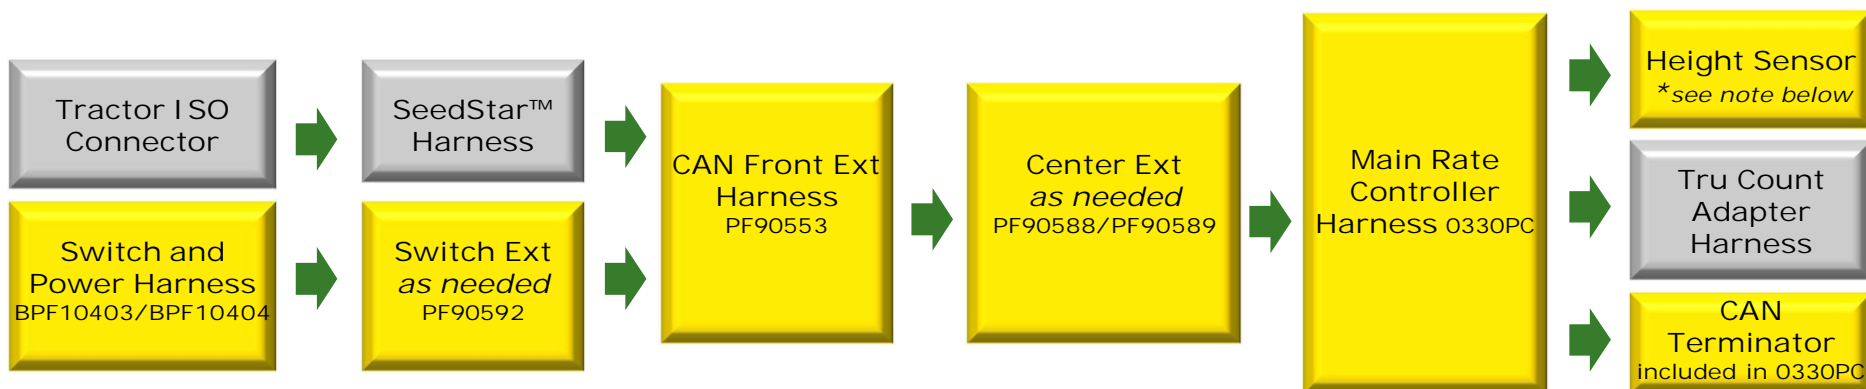 Tractor ISO
Connector
SeedStar™
Harness
Switch and
Power Harness
BPF10403/BPF10404
Switch Ext
as needed
PF90592
CAN Front Ext
Harness
PF90553
Center Ext
as needed
PF90588/PF90589
Main Rate
Controller
Harness 0330PC
Height Sensor
*see note below
Tru Count
Adapter
Harness
CAN
Terminator
included in 0330PC